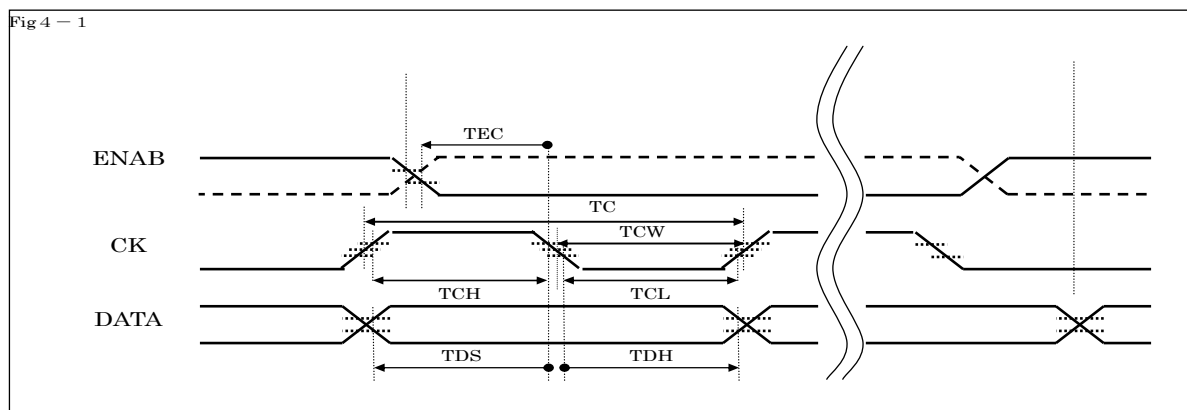 Fig 4 − 1
TEC
ENAB
TC
TCW
CK
TCH
TCL
DATA
TDS
TDH